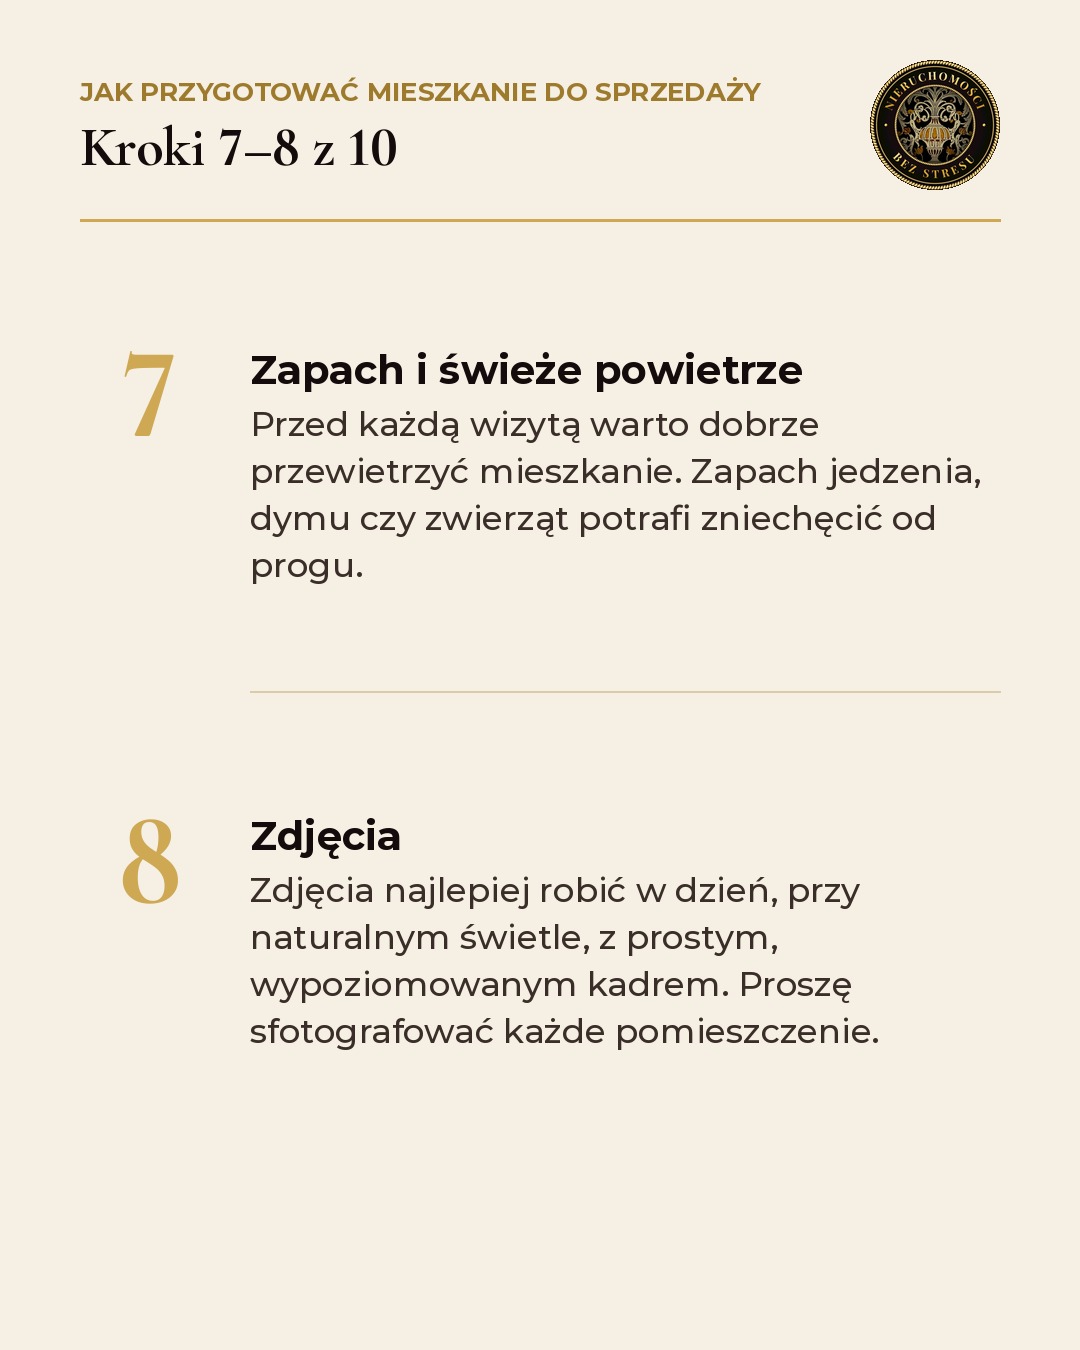 JAK PRZYGOTOWAĆ MIESZKANIE DO SPRZEDAŻY
Kroki 7–8 z 10
NIERUCHOMOŚCI
BEZ STRESU
7
Zapach i świeże powietrze
Przed każdą wizytą warto dobrze
przewietrzyć mieszkanie. Zapach jedzenia,
dymu czy zwierząt potrafi zniechęcić od
progu.
8
Zdjęcia
Zdjęcia najlepiej robić w dzień, przy
naturalnym świetle, z prostym,
wypoziomowanym kadrem. Proszę
sfotografować każde pomieszczenie.